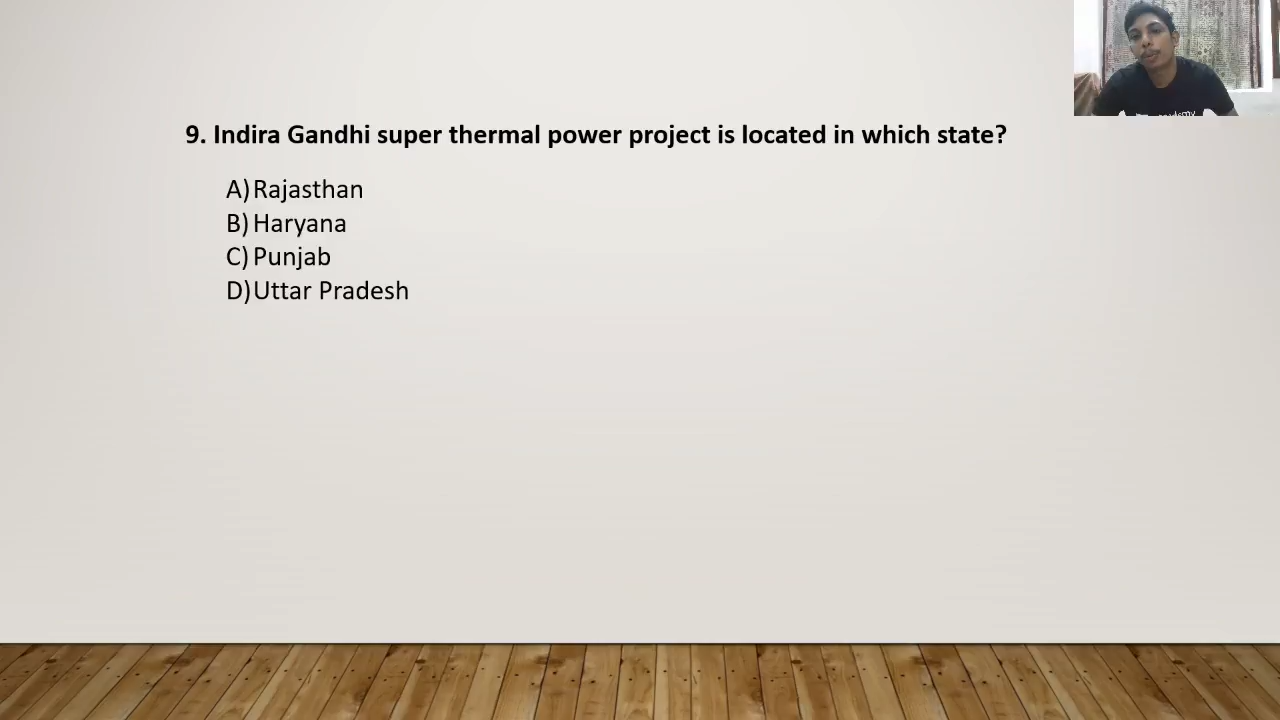 9. Indira Gandhi super thermal power project is located in which state?
A) Rajasthan
B) Haryana
C) Punjab
D) Uttar Pradesh